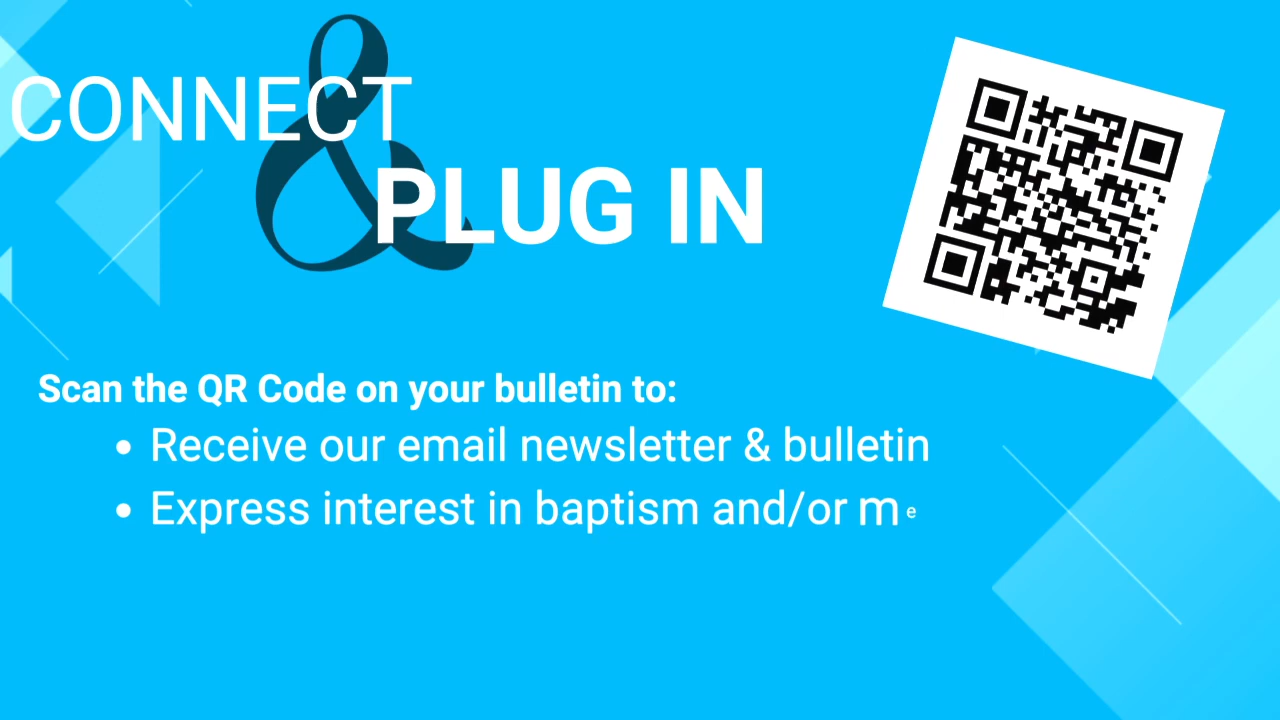 CONNECT
&
PLUG IN
Scan the QR Code on your bulletin to:
• Receive our email newsletter & bulletin
• Express interest in baptism and/or me